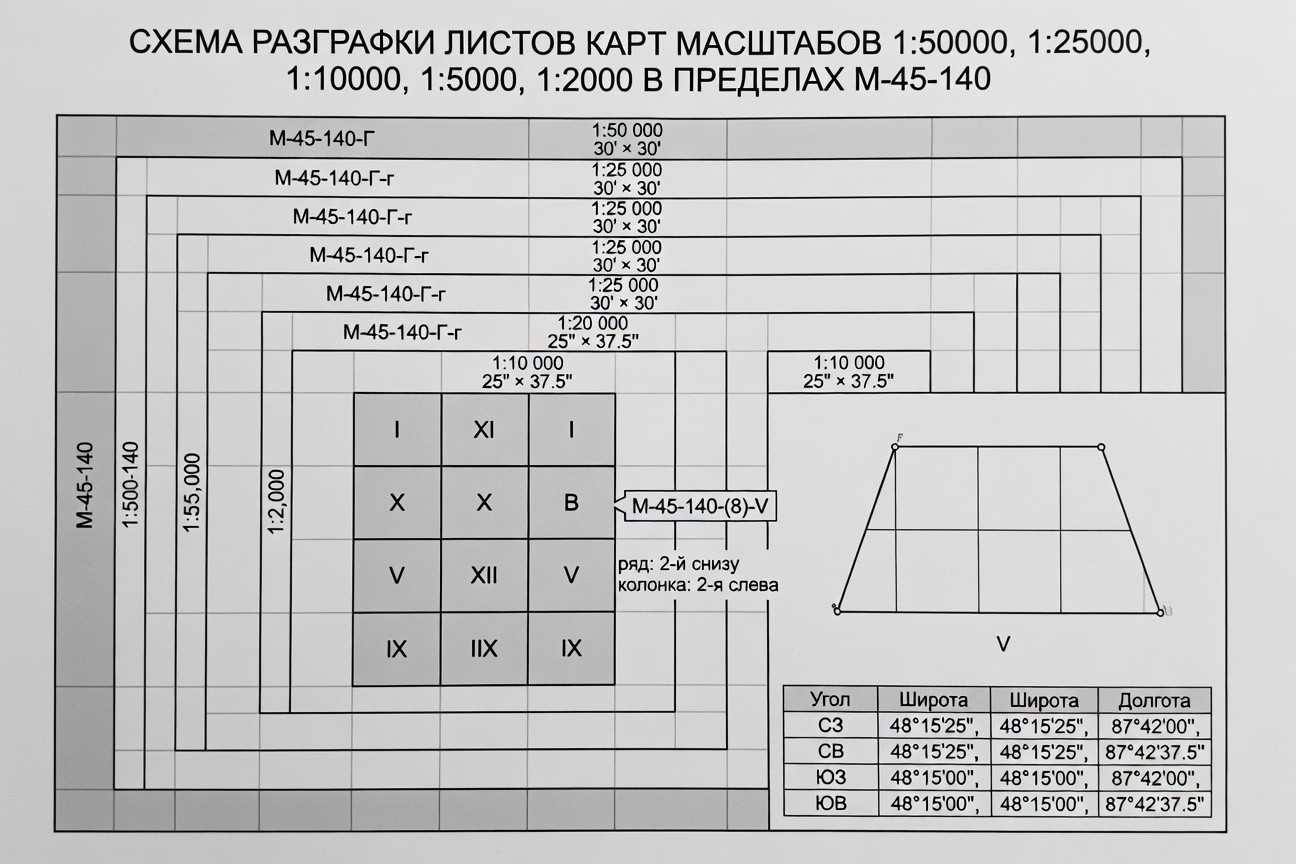 СХЕМА РАЗГРАФКИ ЛИСТОВ КАРТ МАСШТАБОВ 1:50000, 1:25000,
1:10000, 1:5000, 1:2000 В ПРЕДЕЛАХ М-45-140
М-45-140-Г
1:50 000
30' × 30'
М-45-140-Г-г
1:25 000
30' × 30'
М-45-140-Г-г
1:25 000
30' × 30'
М-45-140-Г-г
1:25 000
30' × 30'
М-45-140-Г-г
1:25 000
30' × 30'
М-45-140-Г-г
1:20 000
25" × 37.5"
1:10 000
25" × 37.5"
1:10 000
25" × 37.5"
М-45-140
1:500-140
1:55,000
1:2,000
I XI I
X X В
V XII V
IX IIX IX
М-45-140-(8)-V
ряд: 2-й снизу
колонка: 2-я слева
F
V
Угол Широта Широта Долгота
СЗ 48°15'25", 48°15'25", 87°42'00",
СВ 48°15'25", 48°15'25", 87°42'37.5"
ЮЗ 48°15'00", 48°15'00", 87°42'00",
ЮВ 48°15'00", 48°15'00", 87°42'37.5"